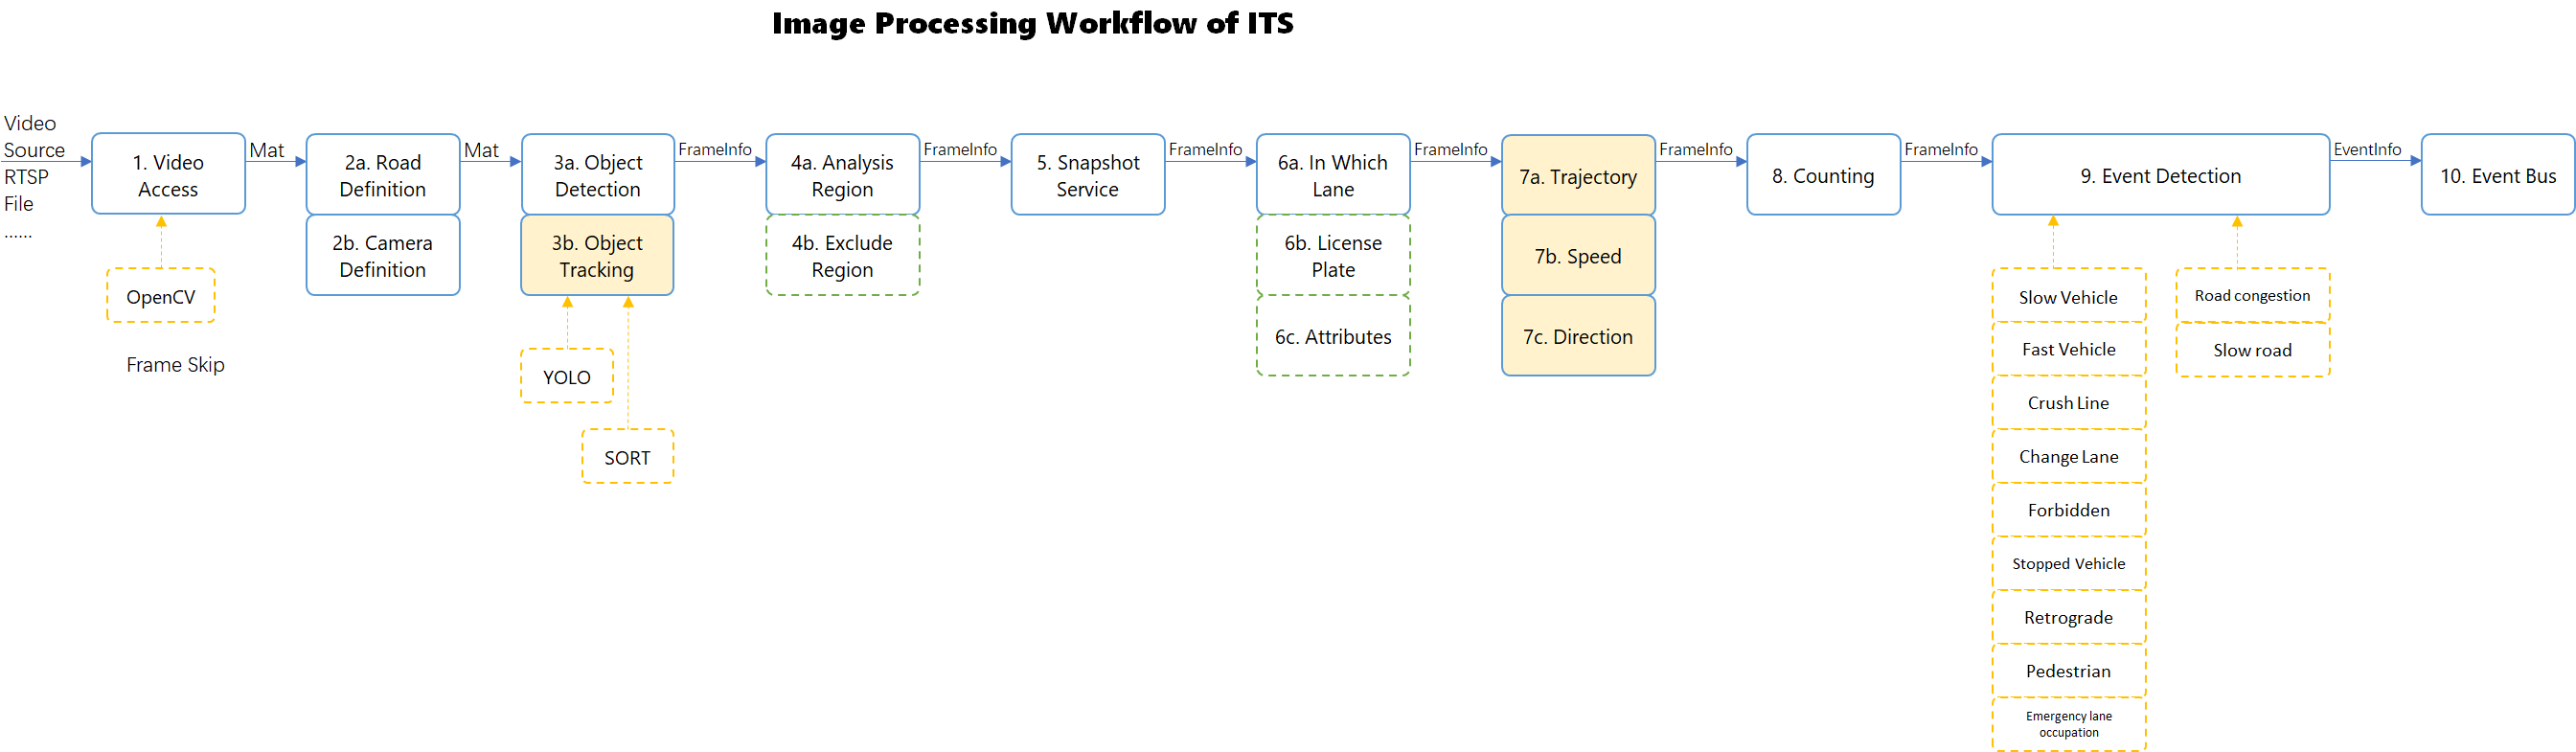 Image Processing Workflow of ITS
Video
Source
RTSP
File
......
1. Video
Access
OpenCV
Frame Skip
Mat
2a. Road
Definition
2b. Camera
Definition
Mat
3a. Object
Detection
3b. Object
Tracking
YOLO
SORT
FrameInfo
4a. Analysis
Region
4b. Exclude
Region
FrameInfo
5. Snapshot
Service
FrameInfo
6a. In Which
Lane
6b. License
Plate
6c. Attributes
FrameInfo
7a. Trajectory
7b. Speed
7c. Direction
FrameInfo
8. Counting
FrameInfo
9. Event Detection
Slow Vehicle
Fast Vehicle
Crush Line
Change Lane
Forbidden
Stopped Vehicle
Retrograde
Pedestrian
Emergency lane
occupation
Road congestion
Slow road
EventInfo
10. Event Bus